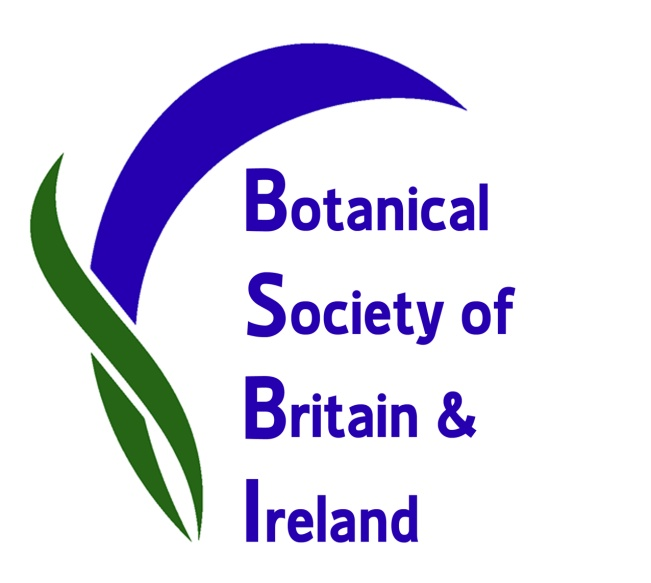 Botanical
Society of
Britain &
Ireland